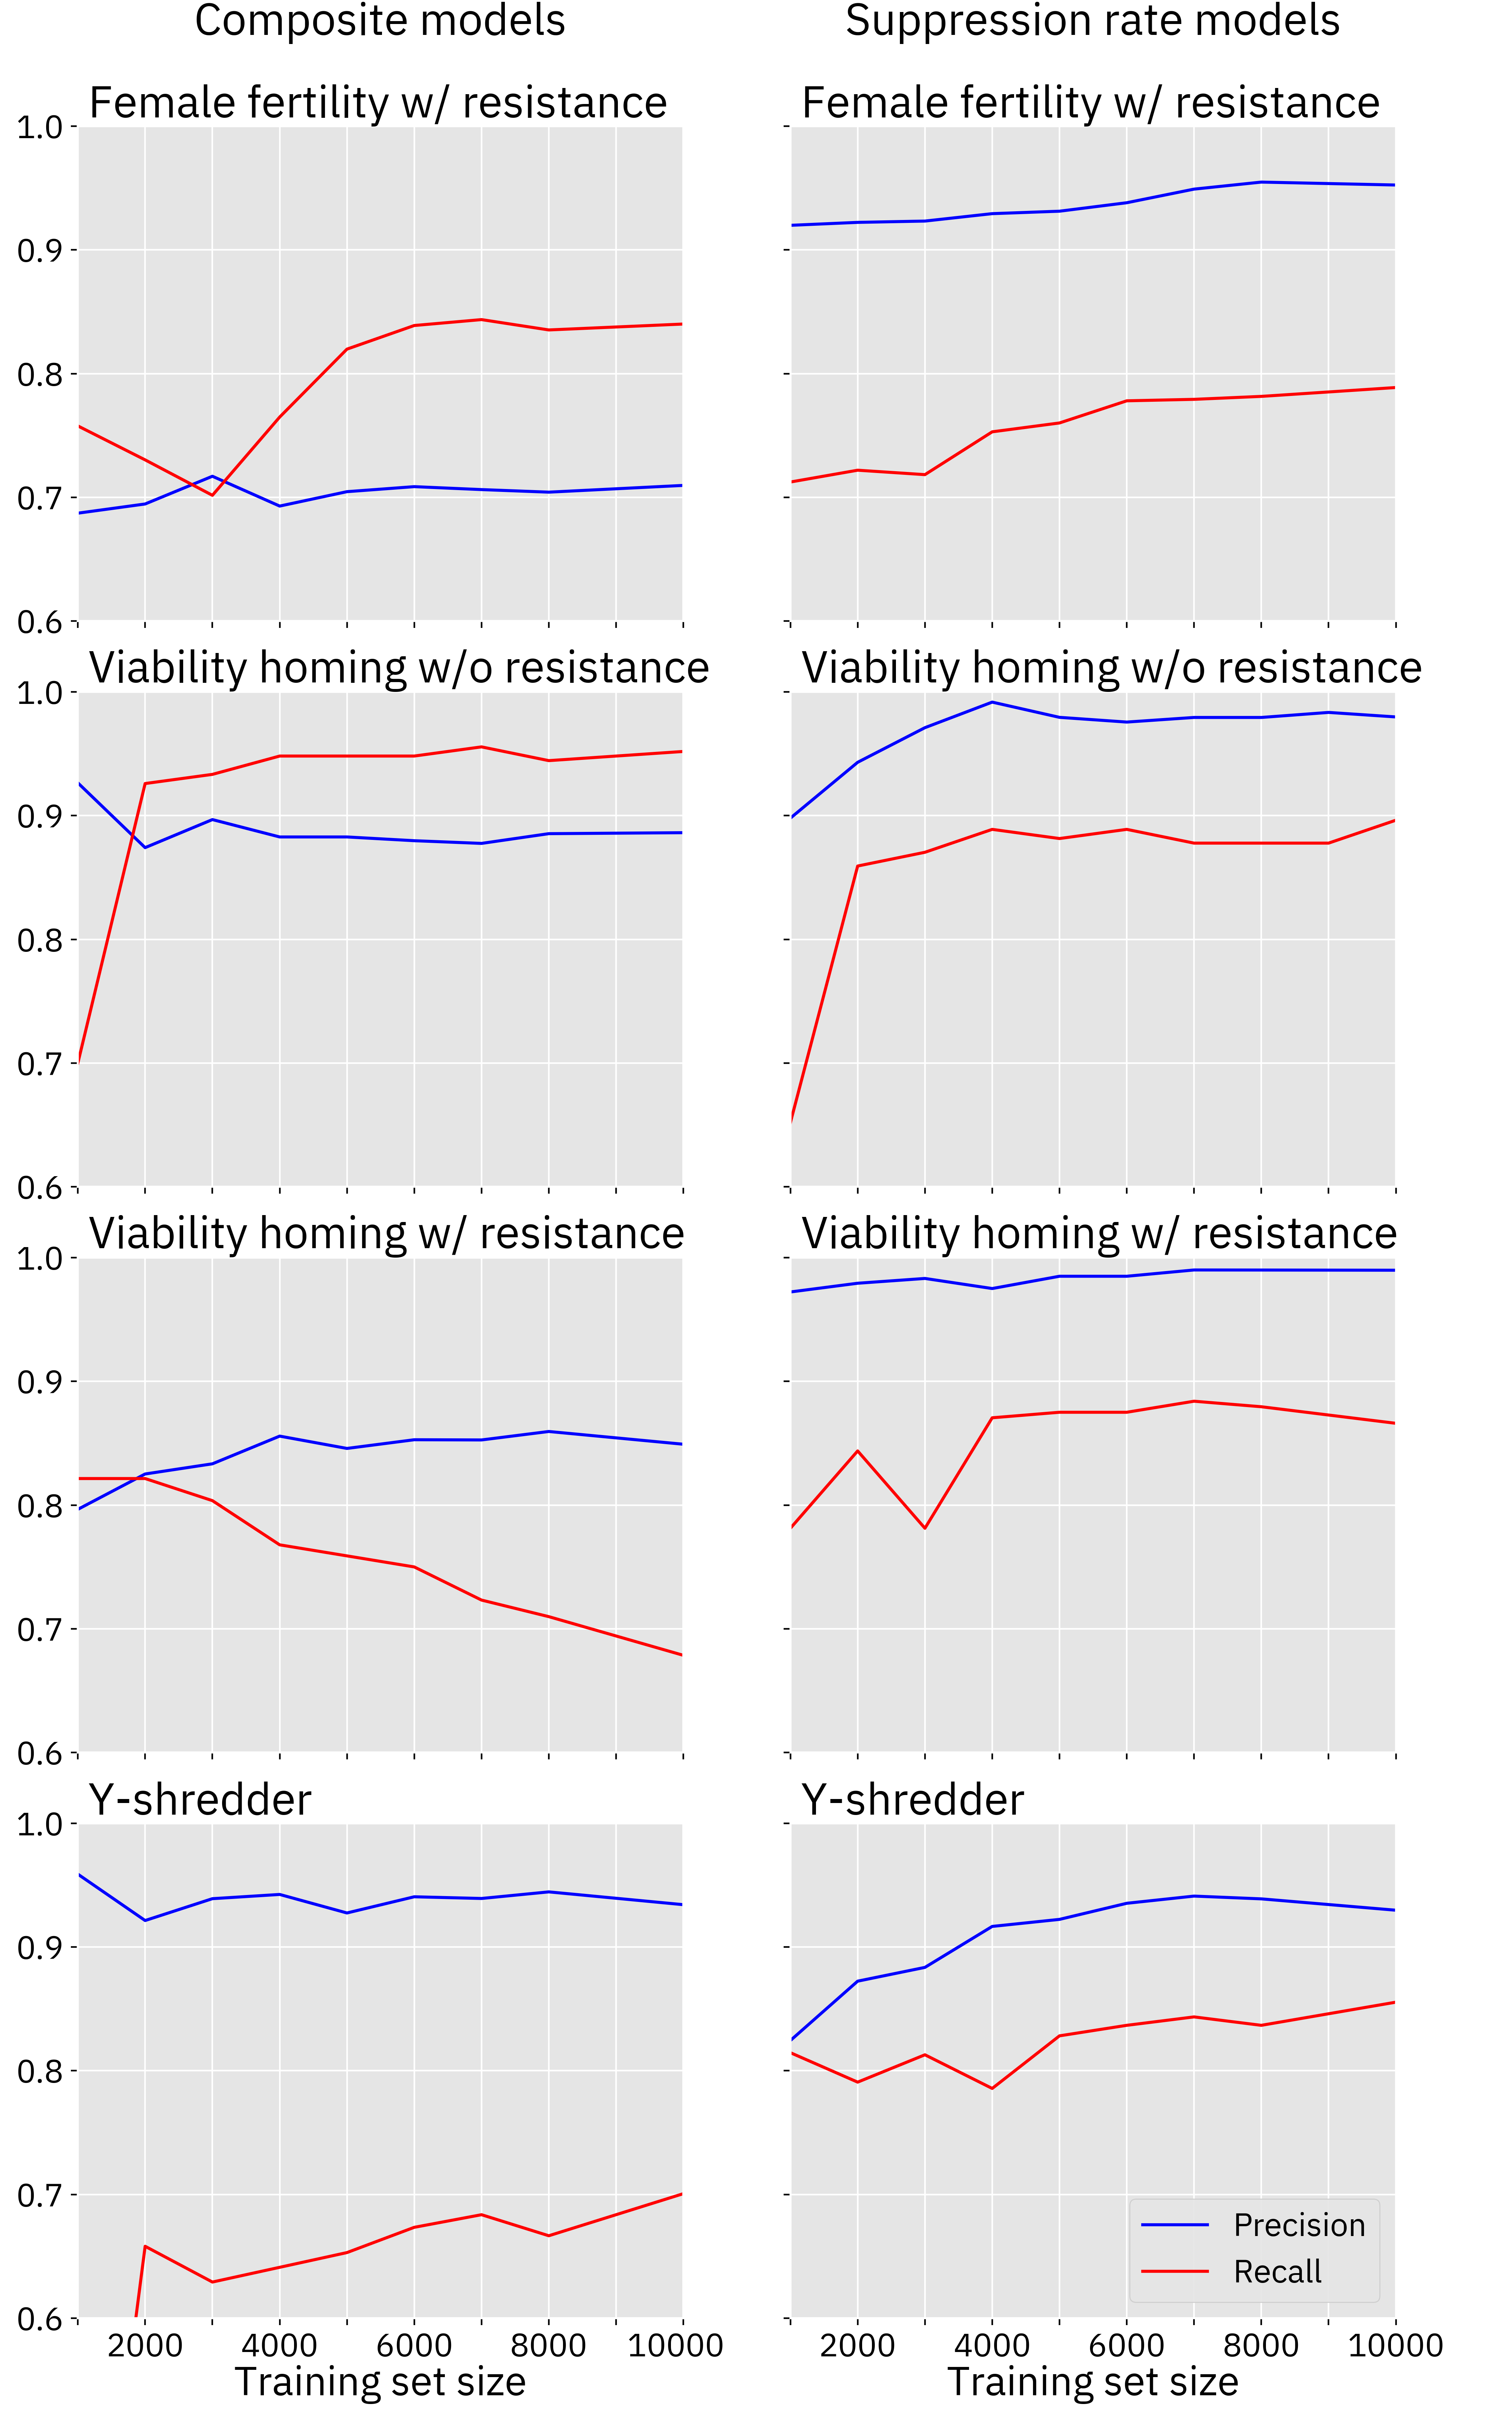 Composite models
Suppression rate models
Female fertility w/ resistance
Female fertility w/ resistance
1.0
0.9
0.8
0.7
0.6
Viability homing w/o resistance
Viability homing w/o resistance
1.0
0.9
0.8
0.7
0.6
Viability homing w/ resistance
Viability homing w/ resistance
1.0
0.9
0.8
0.7
0.6
Y-shredder
Y-shredder
1.0
0.9
0.8
0.7
0.6
Precision
Recall
2000 4000 6000 8000 10000
2000 4000 6000 8000 10000
Training set size
Training set size